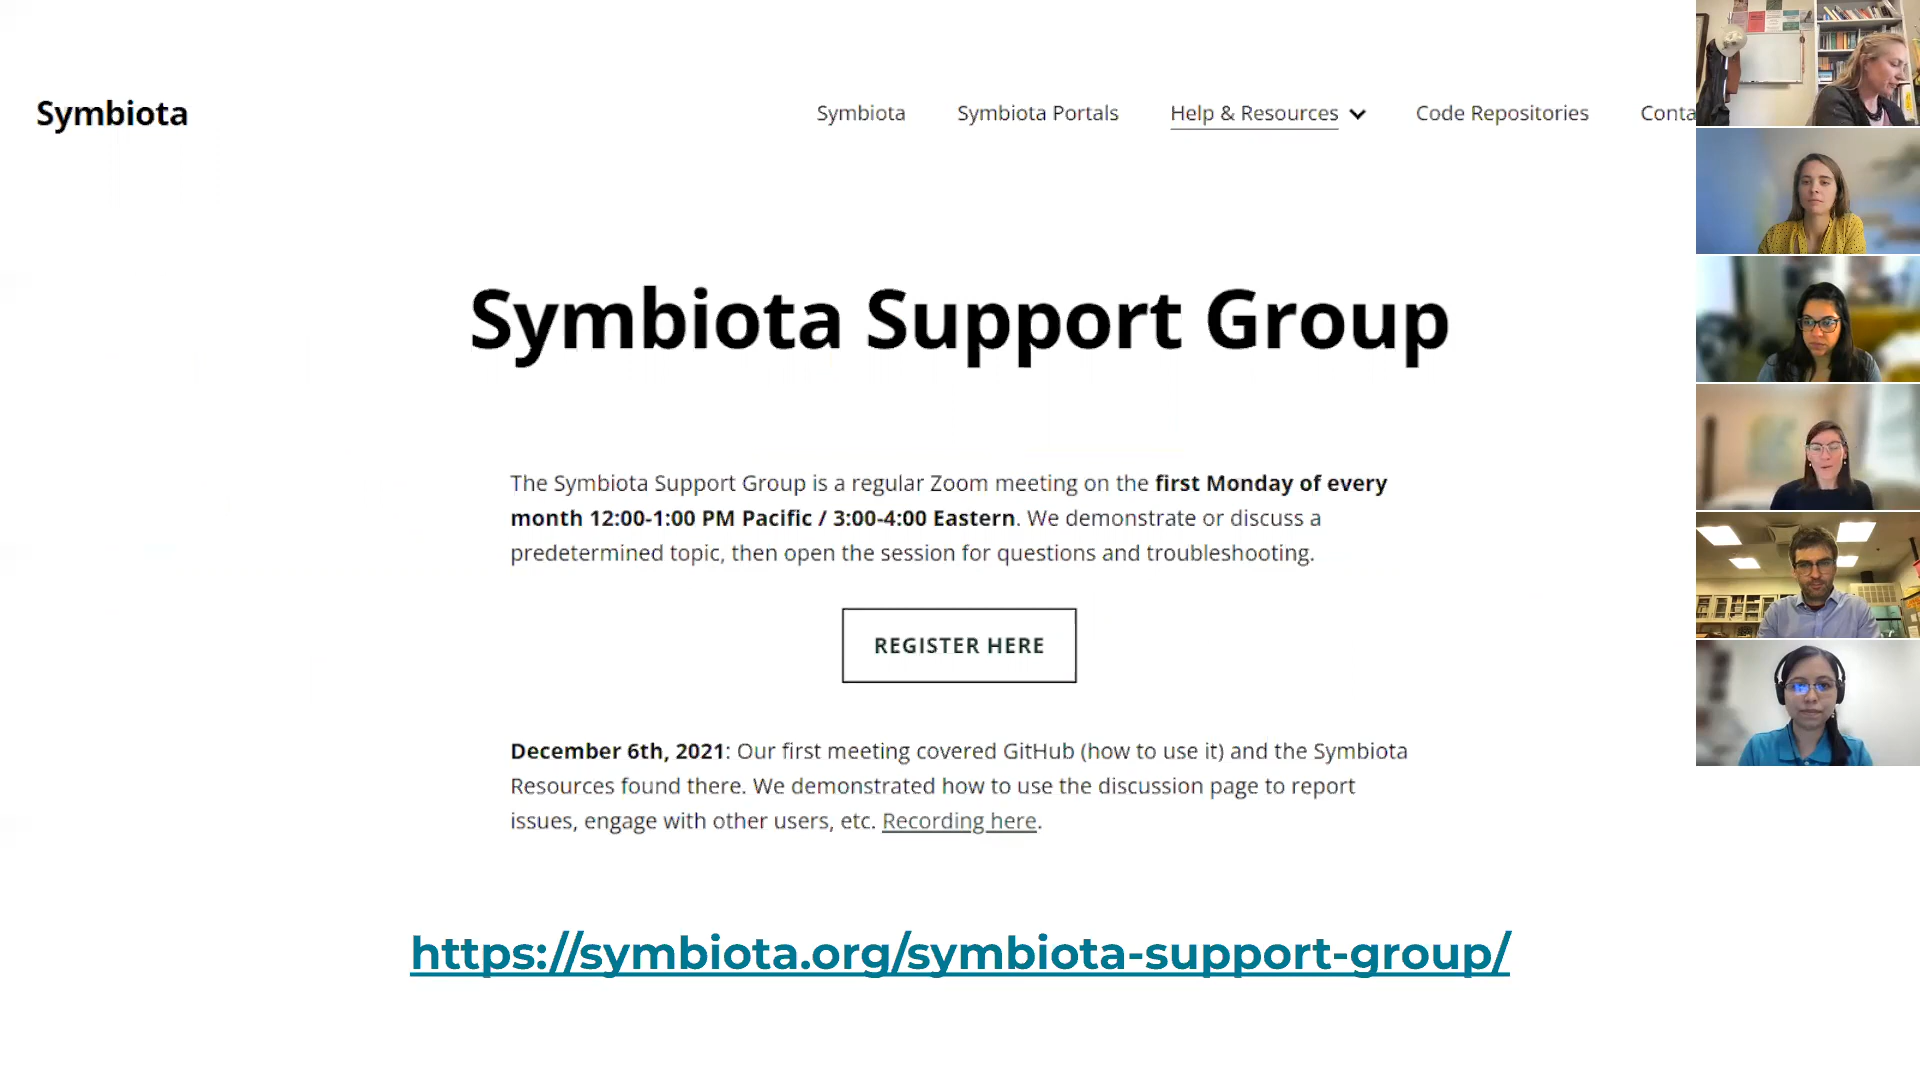 Symbiota
Symbiota Symbiota Portals Help & Resources Code Repositories Conta
Symbiota Support Group
The Symbiota Support Group is a regular Zoom meeting on the first Monday of every
month 12:00-1:00 PM Pacific / 3:00-4:00 Eastern. We demonstrate or discuss a
predetermined topic, then open the session for questions and troubleshooting.
REGISTER HERE
December 6th, 2021: Our first meeting covered GitHub (how to use it) and the Symbiota
Resources found there. We demonstrated how to use the discussion page to report
issues, engage with other users, etc. Recording here.
https://symbiota.org/symbiota-support-group/